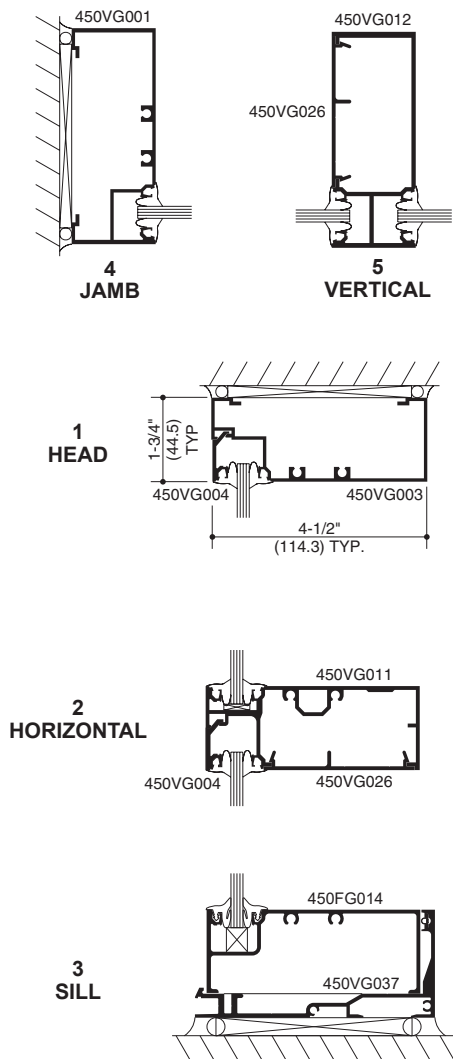 450VG001
450VG012
450VG026
4
JAMB
5
VERTICAL
1
HEAD
1-3/4"
(44.5)
TYP
450VG004
450VG003
4-1/2"
(114.3) TYP.
2
HORIZONTAL
450VG011
450VG004
450VG026
3
SILL
450FG014
450VG037